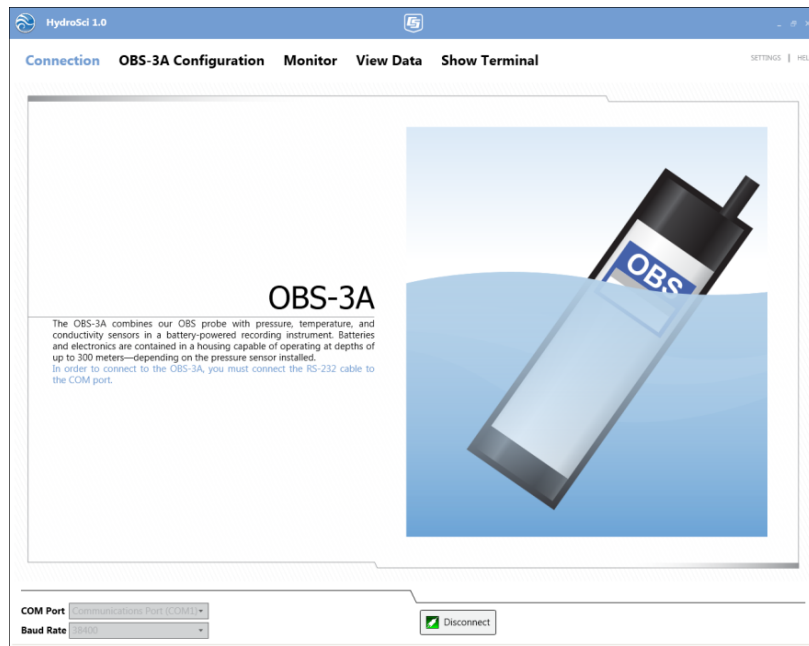 HydroSci 1.0
Connection OBS-3A Configuration Monitor View Data Show Terminal
SETTINGS | HEL
OBS
OBS-3A
The OBS-3A combines our OBS probe with pressure, temperature, and
conductivity sensors in a battery-powered recording instrument. Batteries
and electronics are contained in a housing capable of operating at depths of
up to 300 meters—depending on the pressure sensor installed.
In order to connect to the OBS-3A, you must connect the RS-232 cable to
the COM port.
COM Port Communications Port (COM1)
Baud Rate 38400
Disconnect